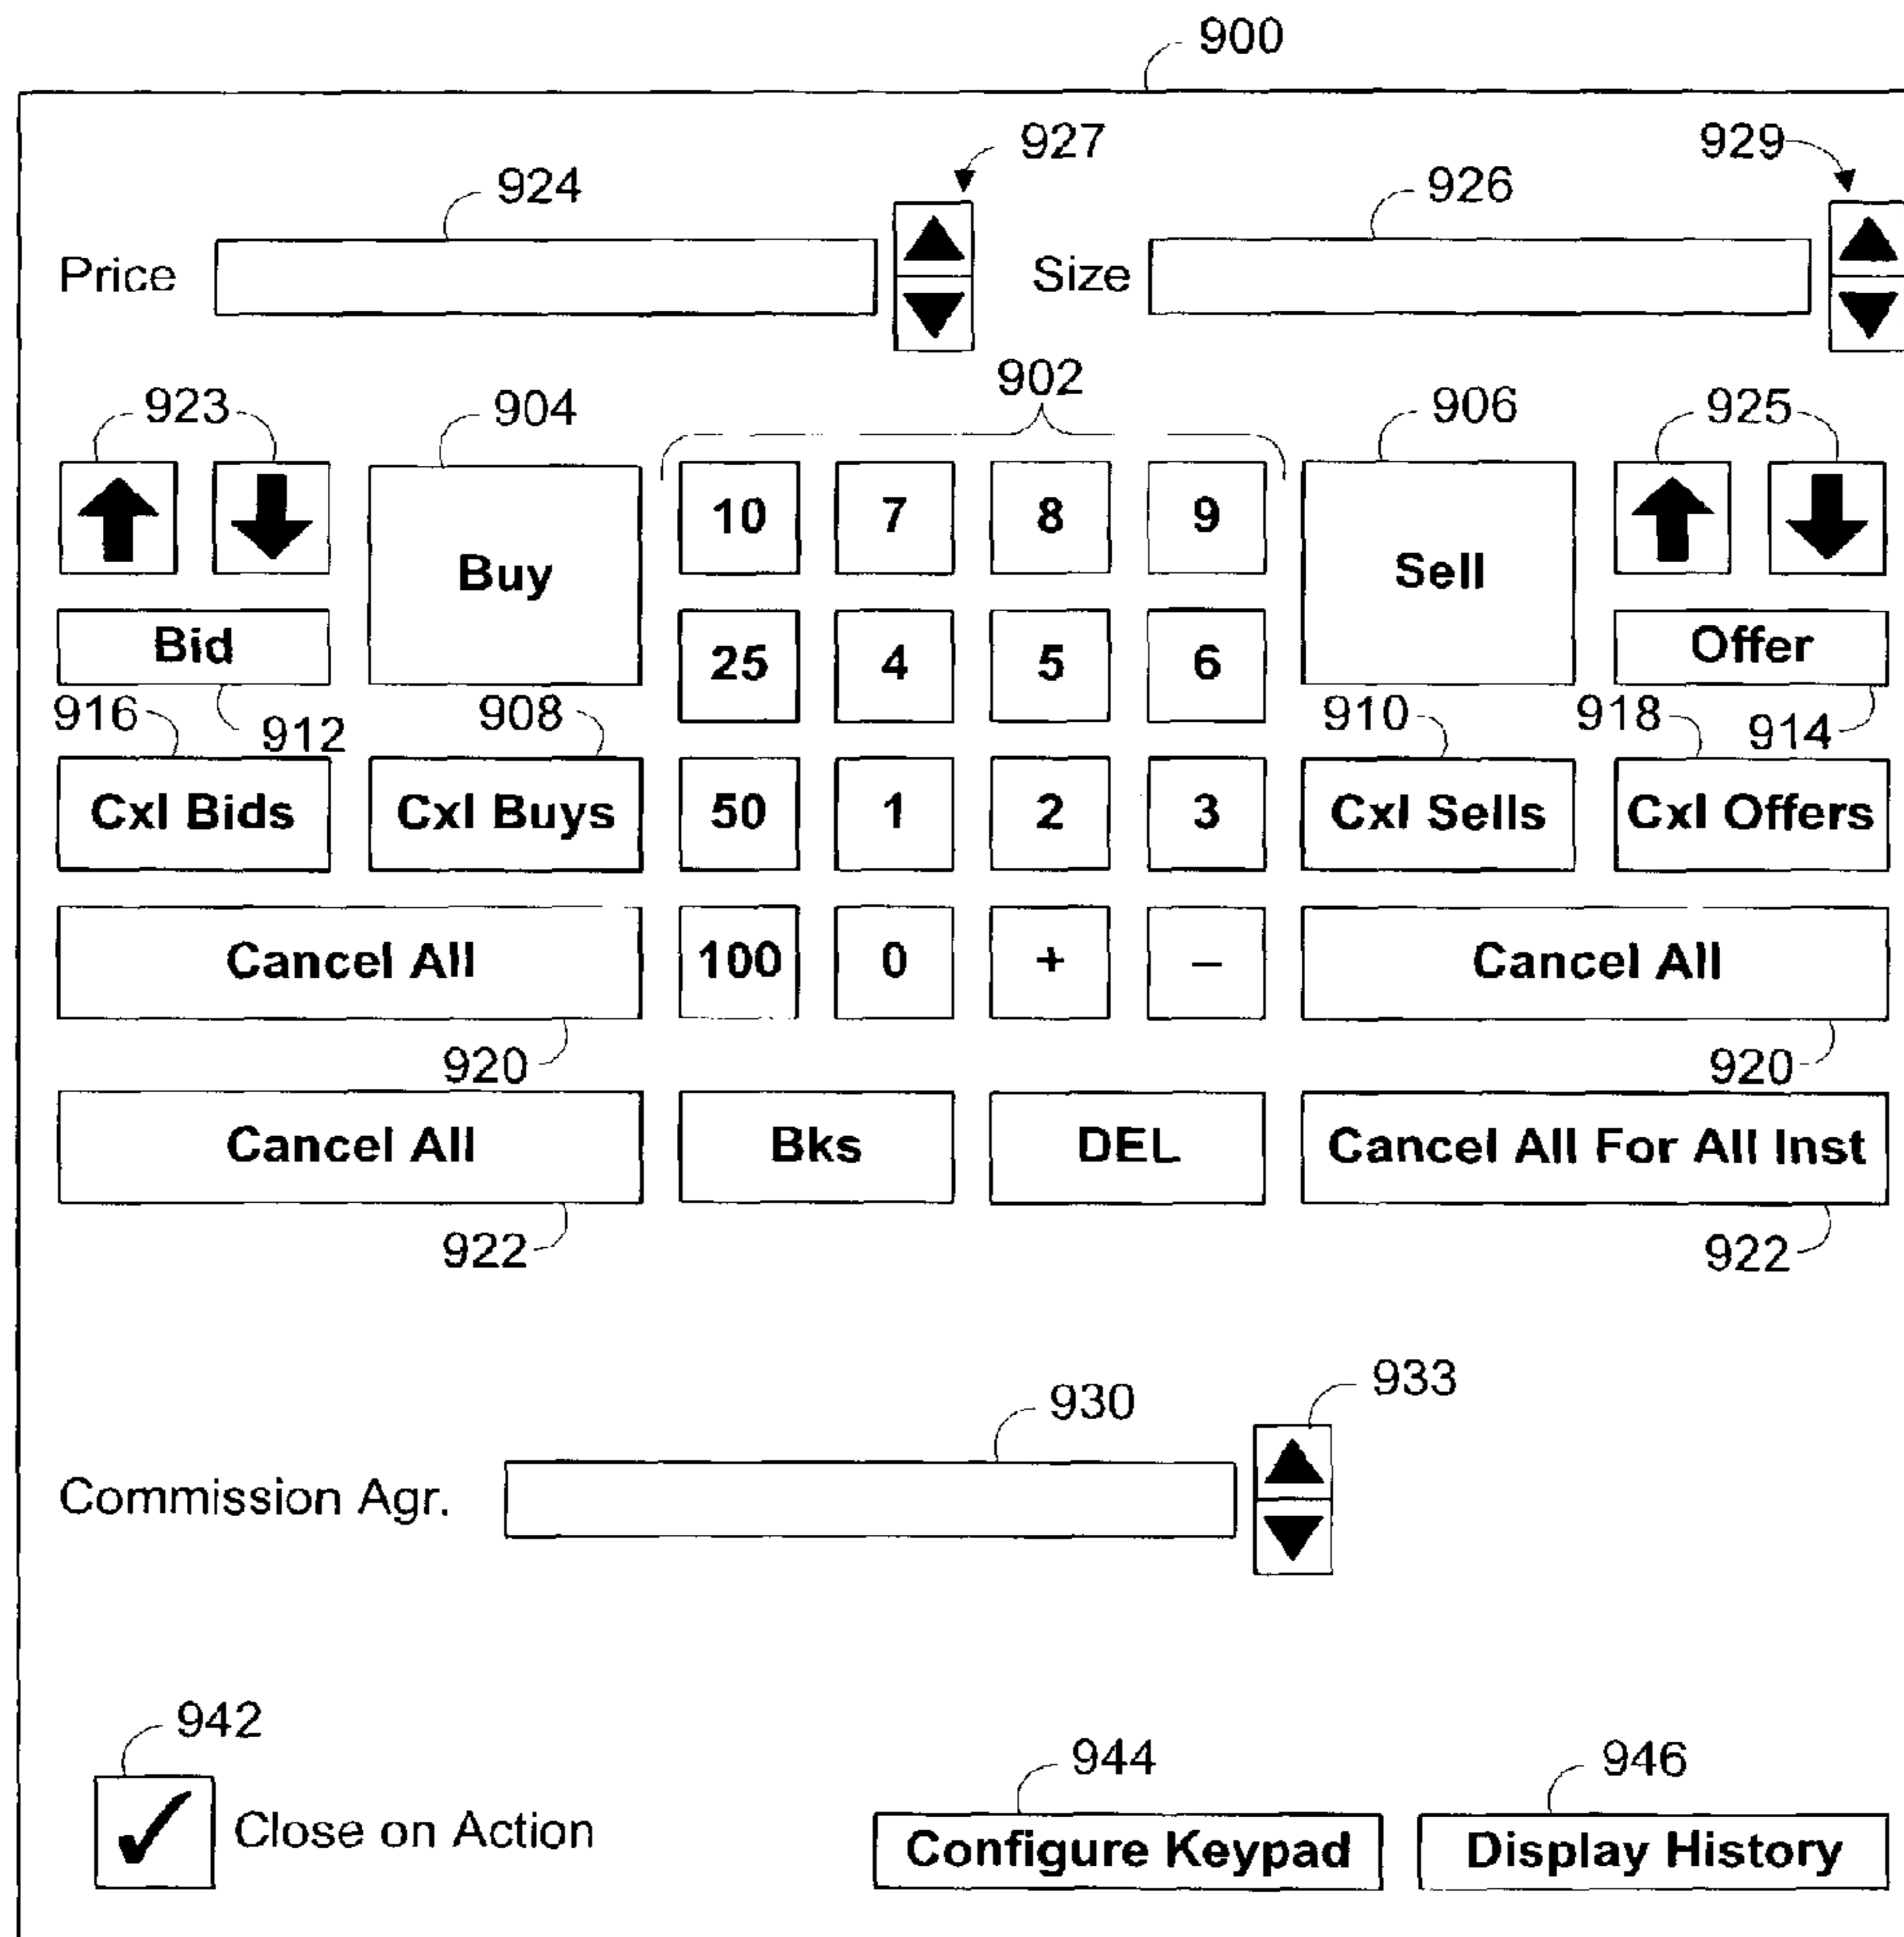 900
927
929
924
926
Price
Size
902
923
904
906
925
10
7
8
9
Buy
Sell
Bid
25
4
5
6
Offer
916
912
908
910
918
914
Cxl Bids
Cxl Buys
50
1
2
3
Cxl Sells
Cxl Offers
Cancel All
100
0
+
–
Cancel All
920
920
Cancel All
Bks
DEL
Cancel All For All Inst
922
922
933
930
Commission Agr.
942
944
946
Close on Action
Configure Keypad
Display History